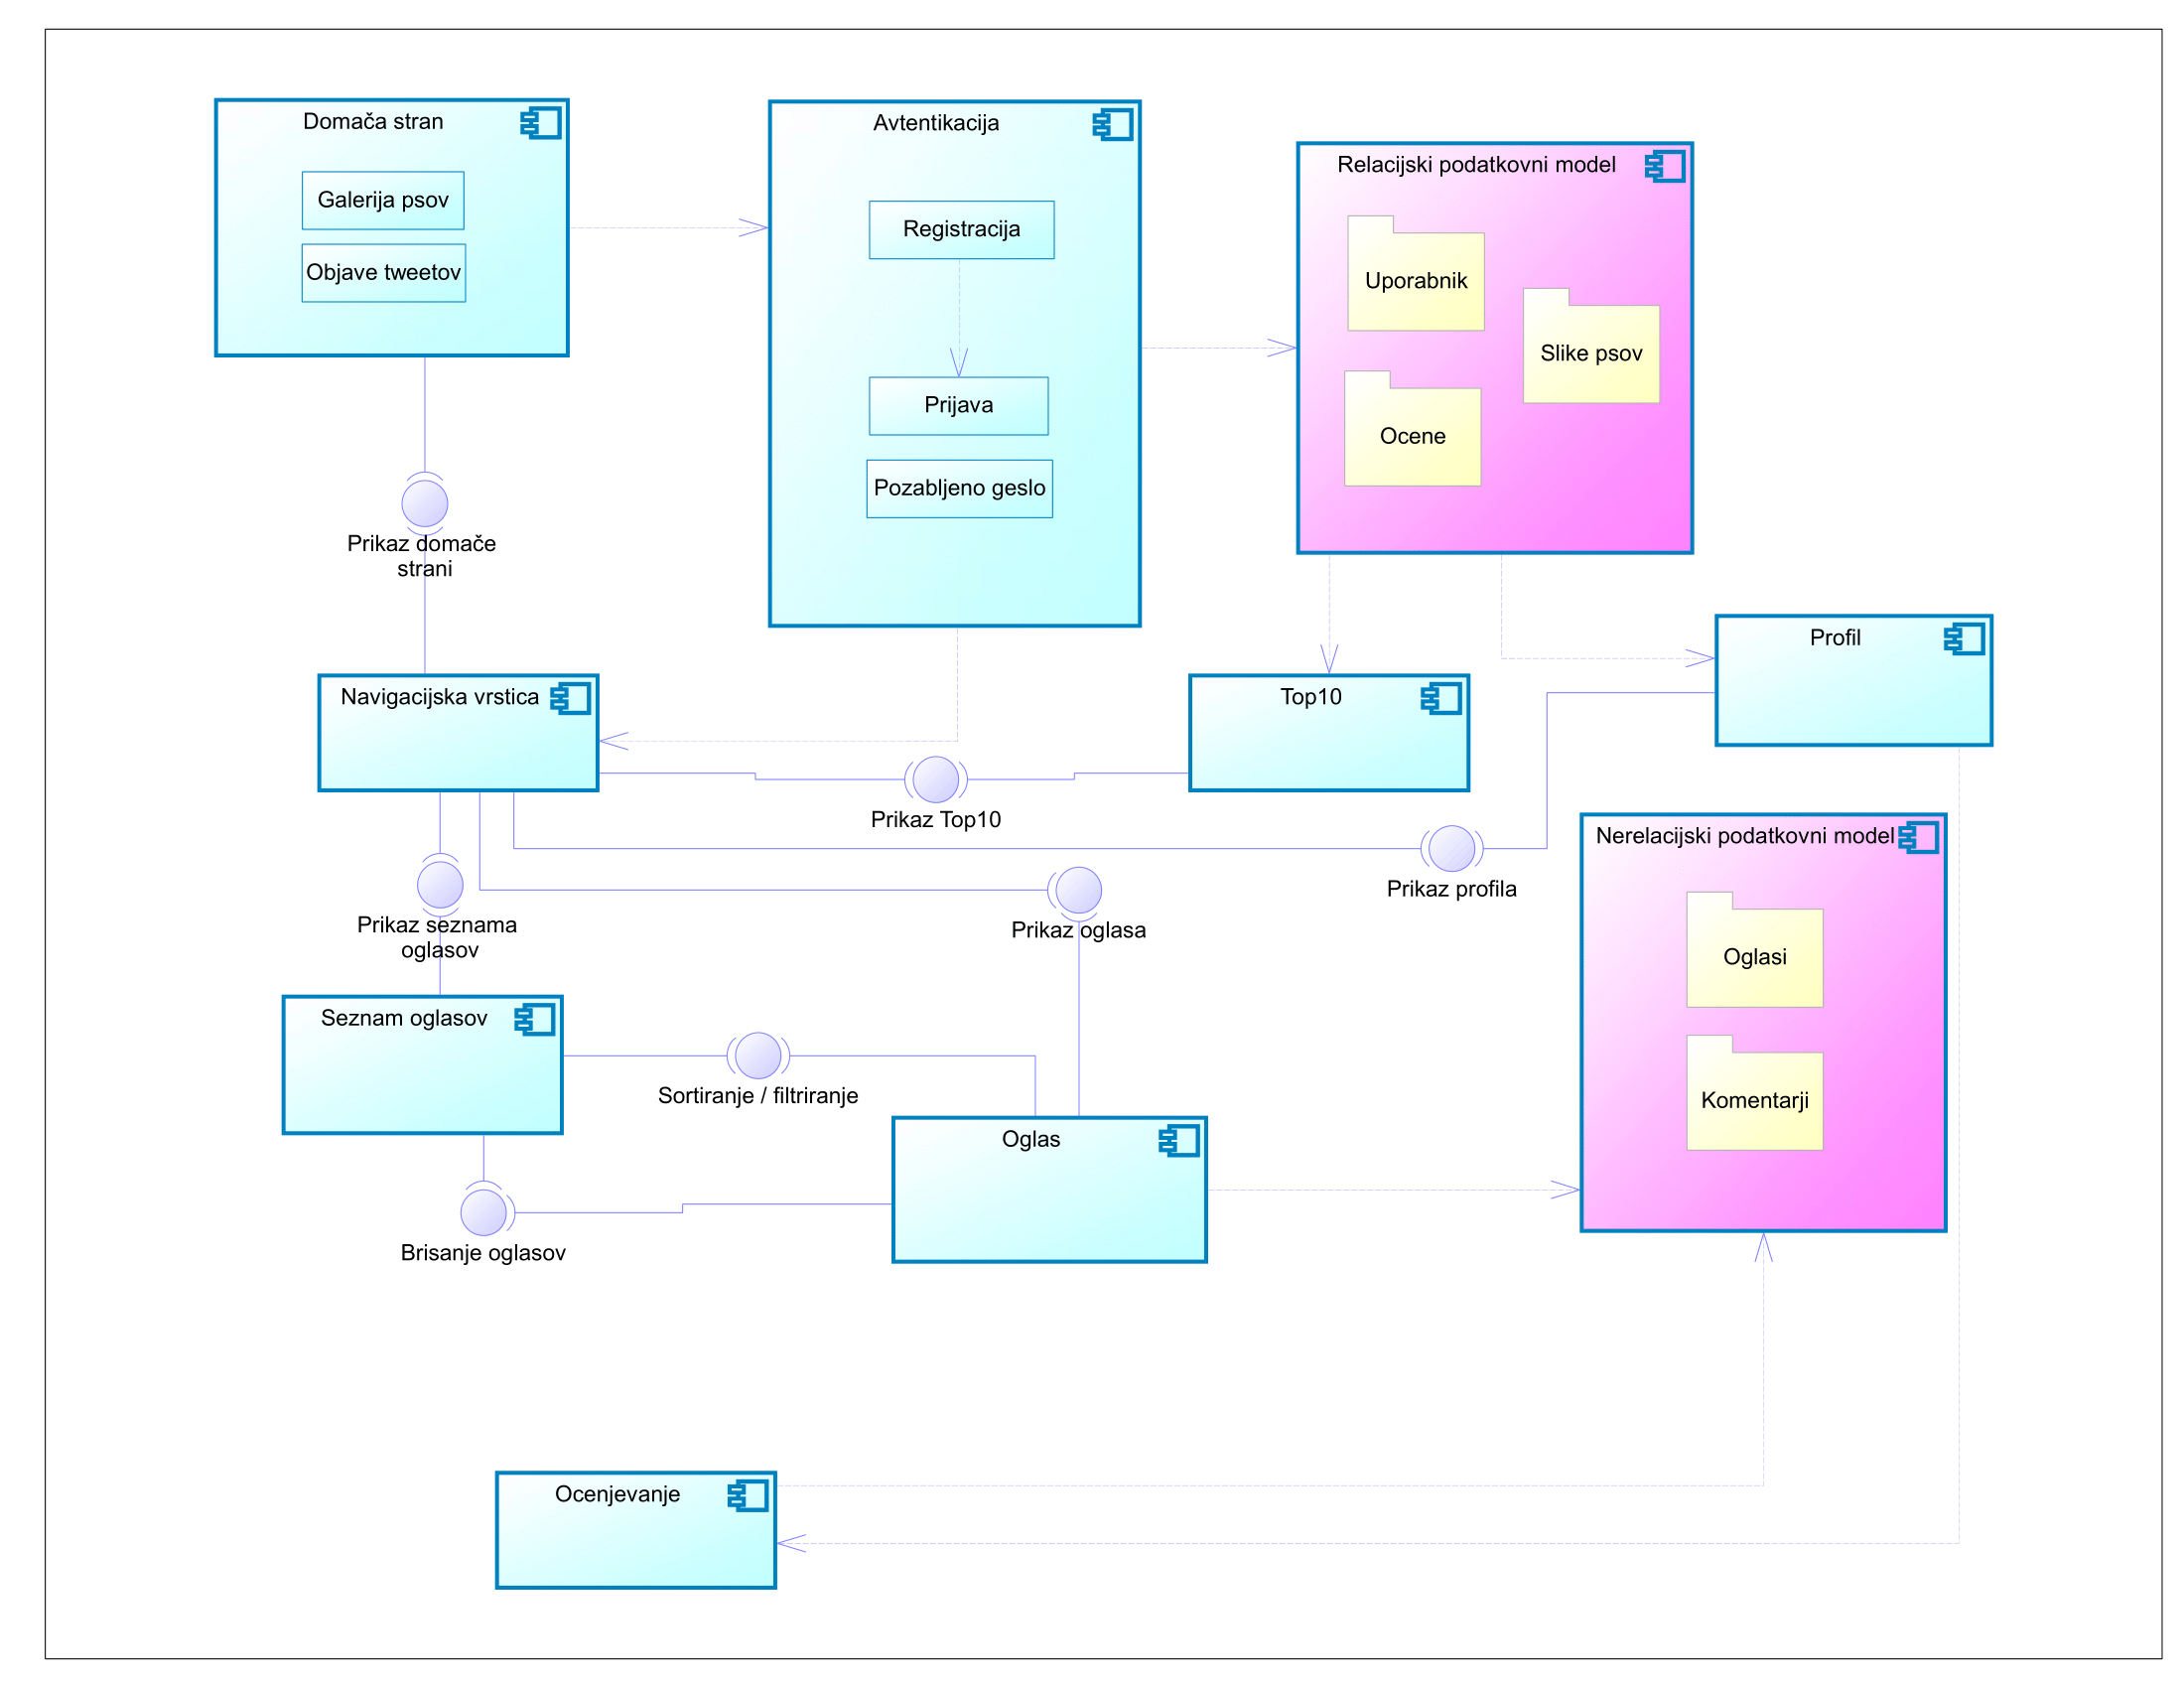 Domača stran
Galerija psov
Objave tweetov
Avtentikacija
Registracija
Prijava
Pozabljeno geslo
Relacijski podatkovni model
Uporabnik
Slike psov
Ocene
Prikaz domače
strani
Navigacijska vrstica
Top10
Profil
Prikaz Top10
Prikaz profila
Nerelacijski podatkovni model
Oglasi
Komentarji
Prikaz seznama
oglasov
Prikaz oglasa
Seznam oglasov
Sortiranje / filtriranje
Oglas
Brisanje oglasov
Ocenjevanje